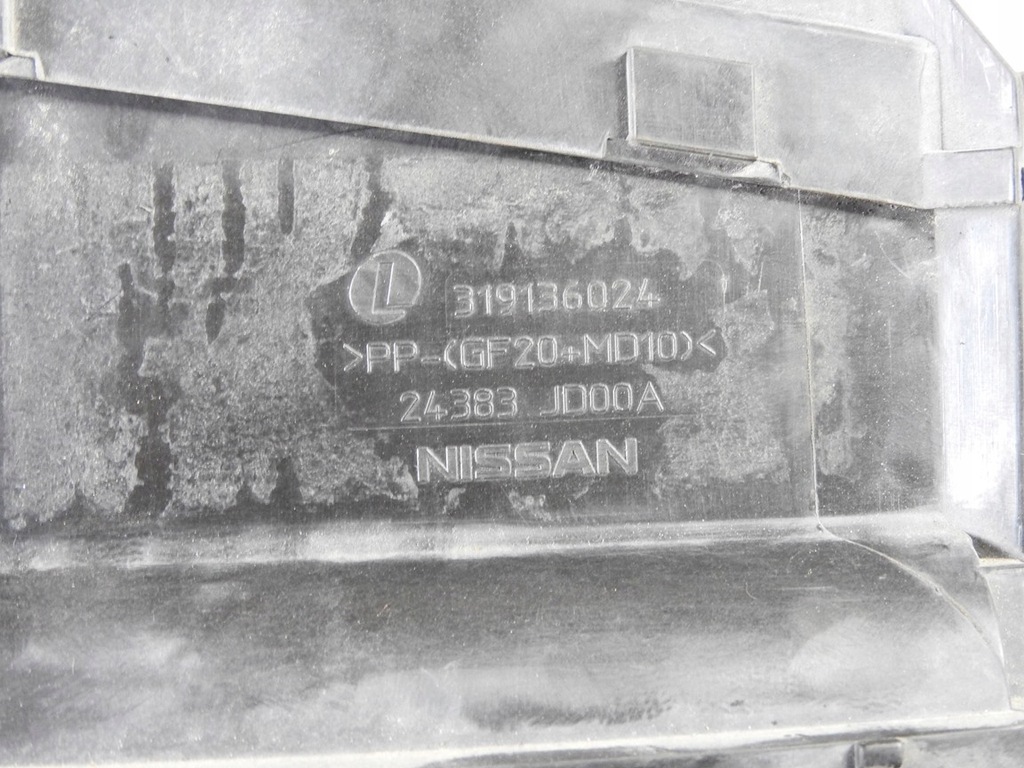 L 319136024
>PP-(GF20+MD10)<
24383 JD00A
NISSAN